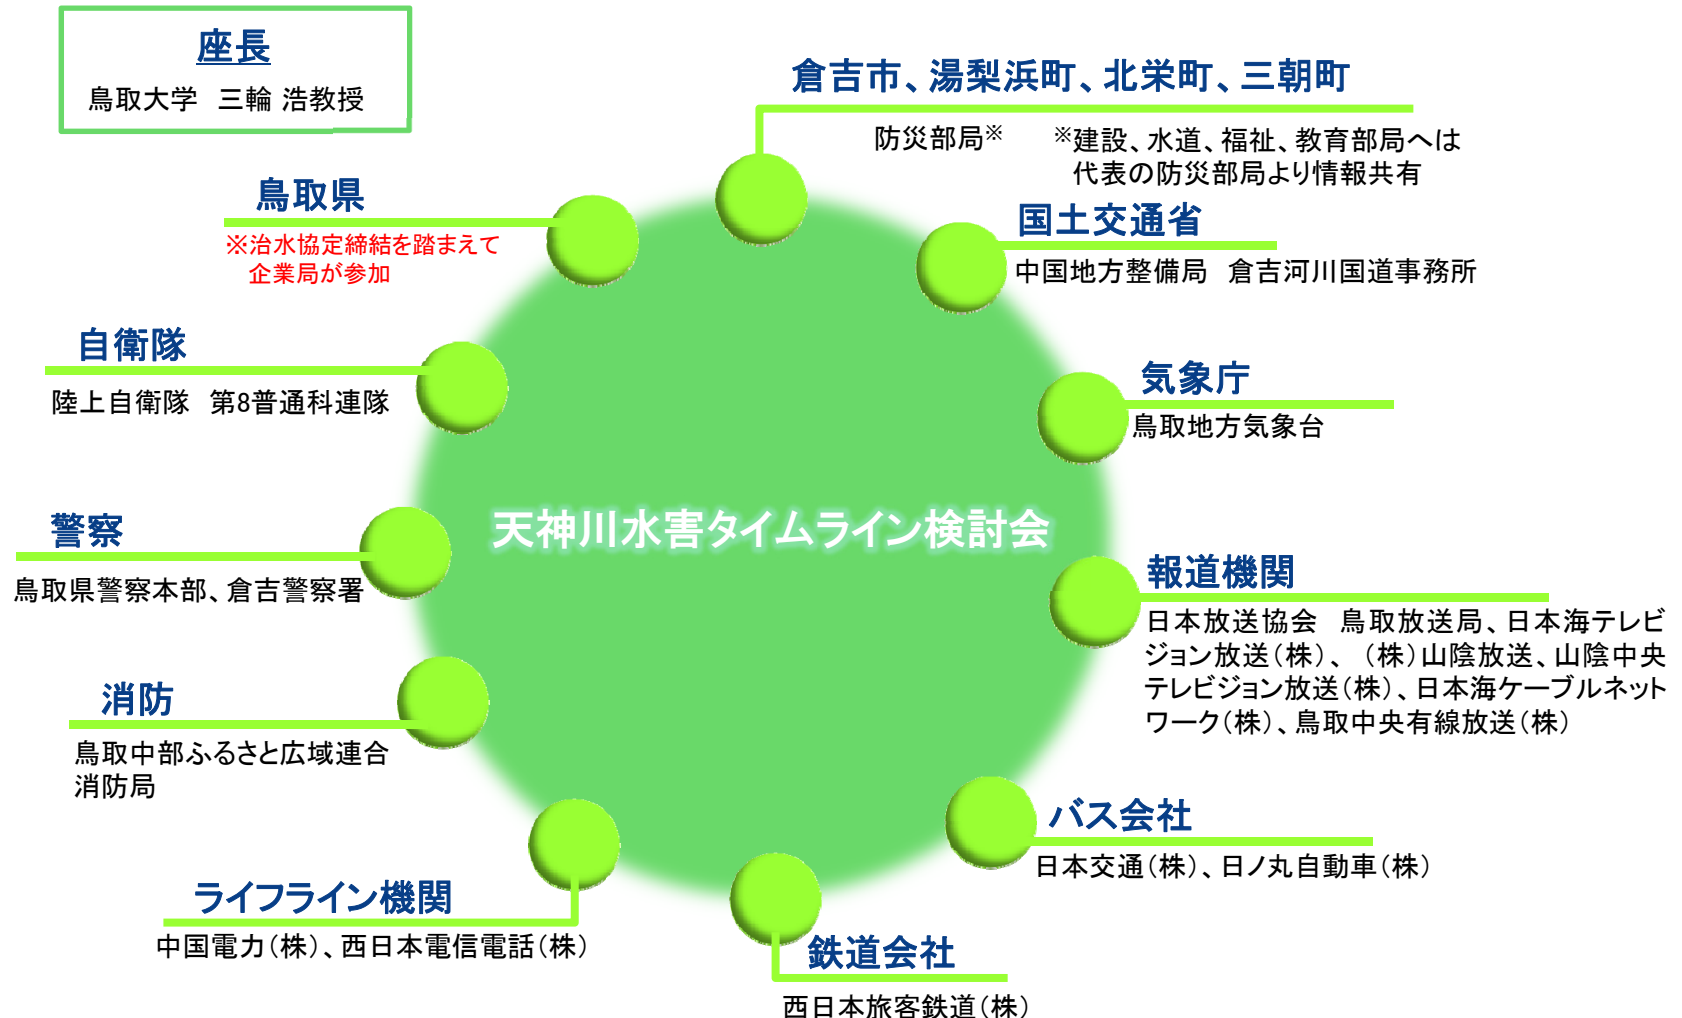 座長
鳥取大学　三輪 浩教授
倉吉市、湯梨浜町、北栄町、三朝町
防災部局※　※建設、水道、福祉、教育部局へは
代表の防災部局より情報共有
鳥取県
※治水協定締結を踏まえて
企業局が参加
国土交通省
中国地方整備局　倉吉河川国道事務所
自衛隊
陸上自衛隊　第8普通科連隊
気象庁
鳥取地方気象台
天神川水害タイムライン検討会
警察
鳥取県警察本部、倉吉警察署
報道機関
日本放送協会　鳥取放送局、日本海テレビ
ジョン放送（株）、（株）山陰放送、山陰中央
テレビジョン放送（株）、日本海ケーブルネット
ワーク（株）、鳥取中央有線放送（株）
消防
鳥取中部ふるさと広域連合
消防局
バス会社
日本交通（株）、日ノ丸自動車（株）
ライフライン機関
中国電力（株）、西日本電信電話（株）
鉄道会社
西日本旅客鉄道（株）